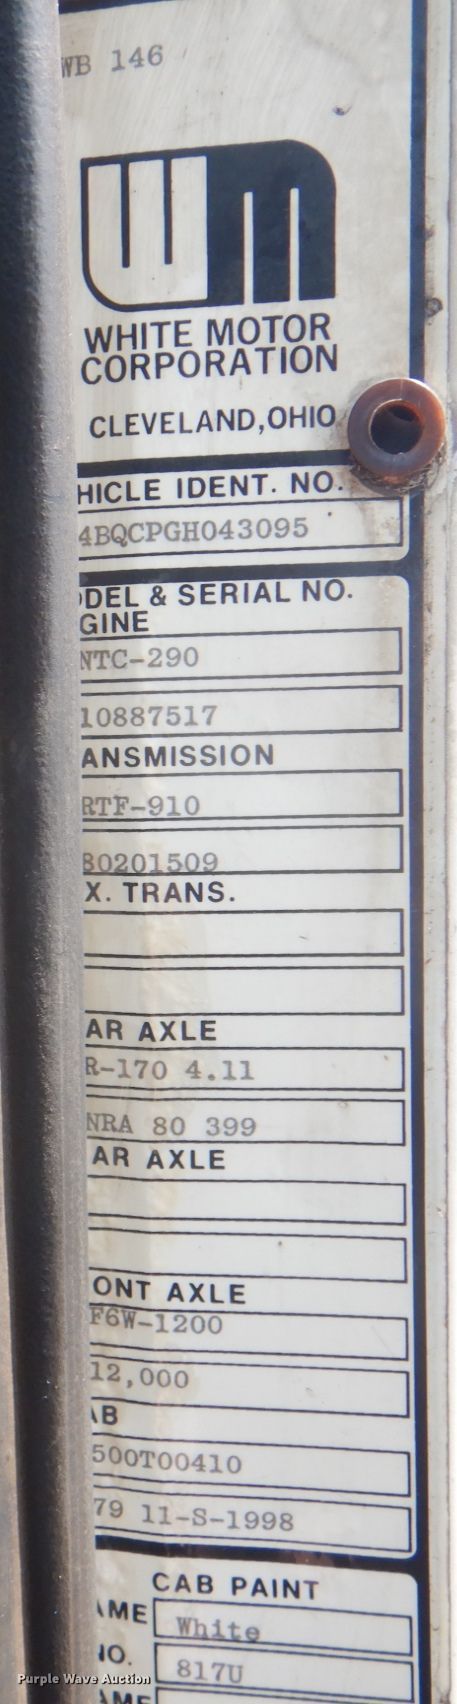 WB 146
WM
WHITE MOTOR
CORPORATION
CLEVELAND, OHIO
HICLE IDENT. NO.
4BQCPGH043095
ODEL & SERIAL NO.
GINE
NTC-290
10887517
ANSMISSION
RTF-910
80201509
X. TRANS.
AR AXLE
R-170 4.11
NRA 80 399
AR AXLE
ONT AXLE
F6W-1200
12,000
AB
500T00410
79 11-S-1998
CAB PAINT
AME White
NO. 817U
AME
Purple Wave Auction